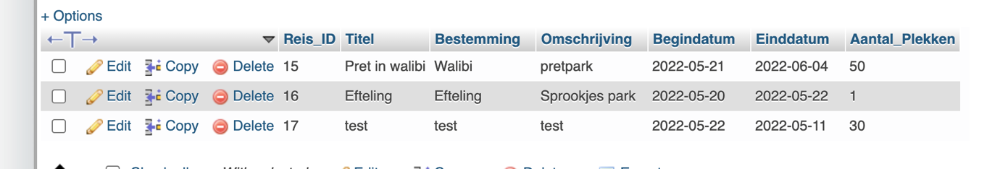 + Options
Reis_ID Titel Bestemming Omschrijving Begindatum Einddatum Aantal_Plekken
Edit Copy Delete 15 Pret in walibi Walibi pretpark 2022-05-21 2022-06-04 50
Edit Copy Delete 16 Efteling Efteling Sprookjes park 2022-05-20 2022-05-22 1
Edit Copy Delete 17 test test test 2022-05-22 2022-05-11 30